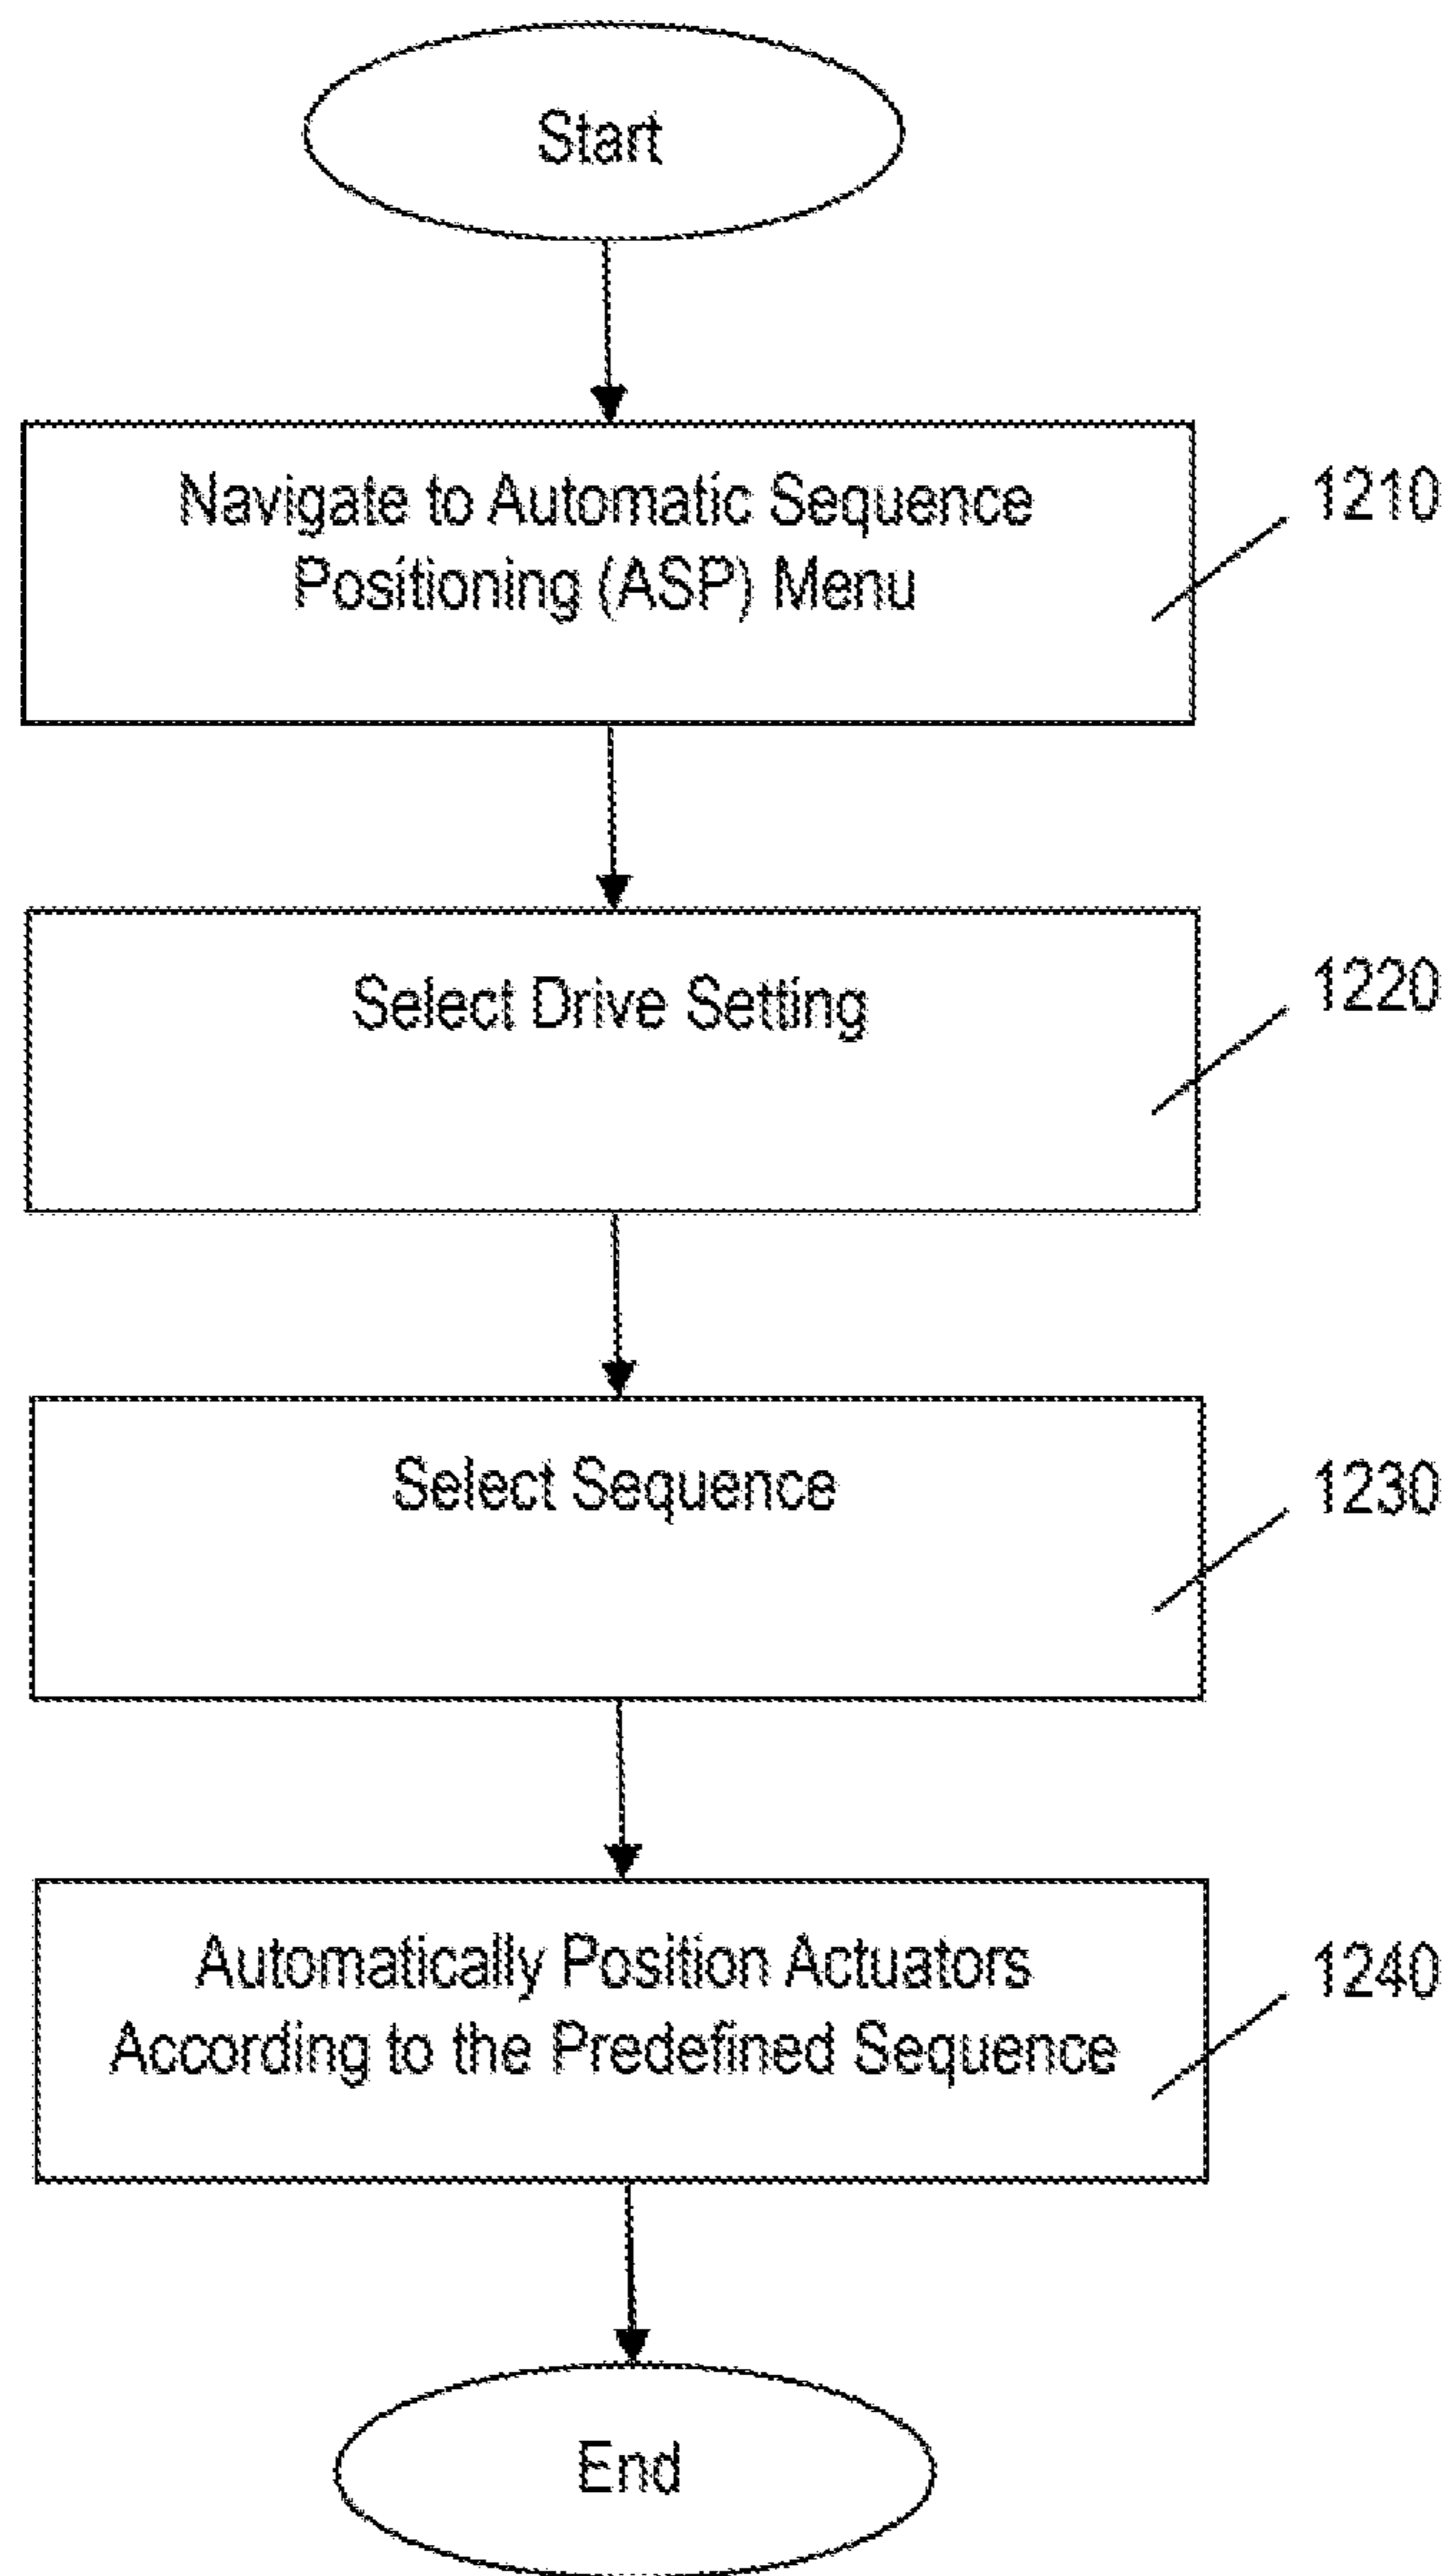 Start
Navigate to Automatic Sequence
Positioning (ASP) Menu
1210
Select Drive Setting
1220
Select Sequence
1230
Automatically Position Actuators
According to the Predefined Sequence
1240
End